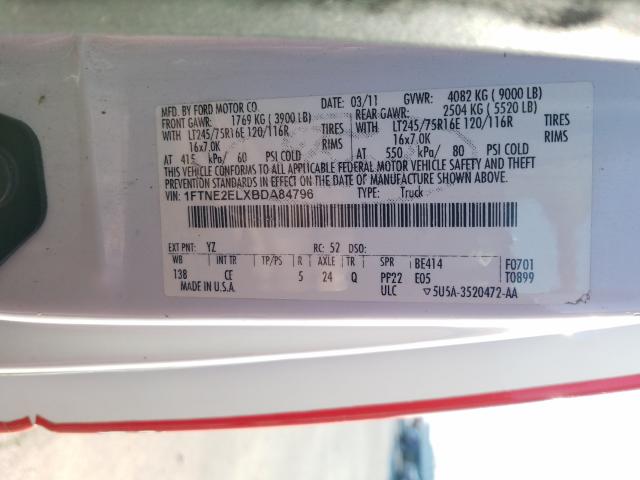 MFD. BY FORD MOTOR CO.
DATE: 03/11 GVWR: 4082 KG ( 9000 LB)
FRONT GAWR: 1769 KG ( 3900 LB) REAR GAWR: 2504 KG ( 5520 LB)
WITH LT245/75R16E 120/116R TIRES WITH LT245/75R16E 120/116R TIRES
16x7.0K RIMS 16x7.0K RIMS
AT 415 kPa/ 60 PSI COLD AT 550 kPa/ 80 PSI COLD
THIS VEHICLE CONFORMS TO ALL APPLICABLE FEDERAL MOTOR VEHICLE SAFETY AND THEFT
PREVENTION STANDARDS IN EFFECT ON THE DATE OF MANUFACTURE SHOWN ABOVE.
VIN: 1FTNE2ELXBDA84796 TYPE: Truck
EXT PNT: YZ RC: 52 DSO:
WB INT TR TP/PS R AXLE TR SPR BE414 F0701
138 CE 5 24 Q PF22 E05 T0899
MADE IN U.S.A. ULC ▽5U5A-3520472-AA